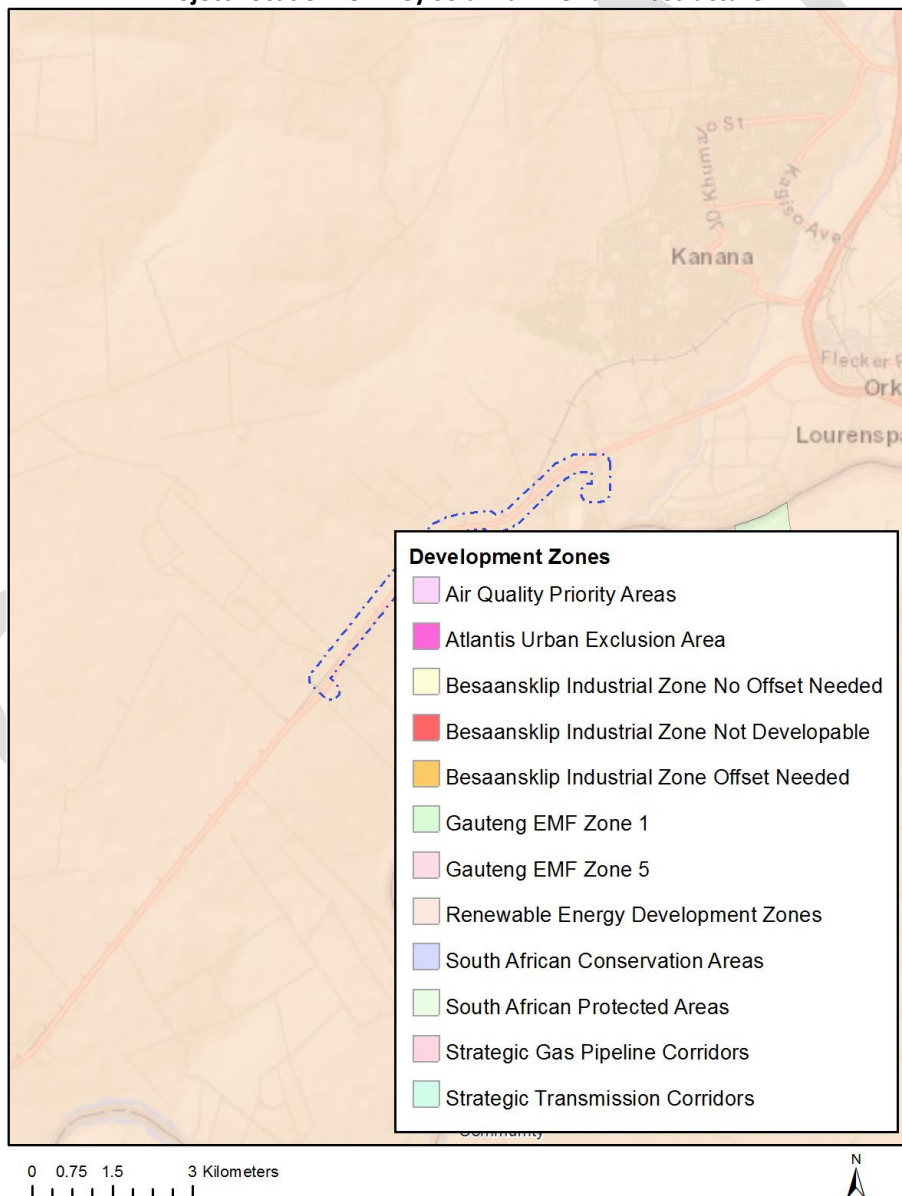 JD Khuma
o St
Kagiso Ave
Kanana
Flecker
Ork
Lourenspa
Development Zones
Air Quality Priority Areas
Atlantis Urban Exclusion Area
Besaansklip Industrial Zone No Offset Needed
Besaansklip Industrial Zone Not Developable
Besaansklip Industrial Zone Offset Needed
Gauteng EMF Zone 1
Gauteng EMF Zone 5
Renewable Energy Development Zones
South African Conservation Areas
South African Protected Areas
Strategic Gas Pipeline Corridors
Strategic Transmission Corridors
Community
0 0.75 1.5 3 Kilometers
N